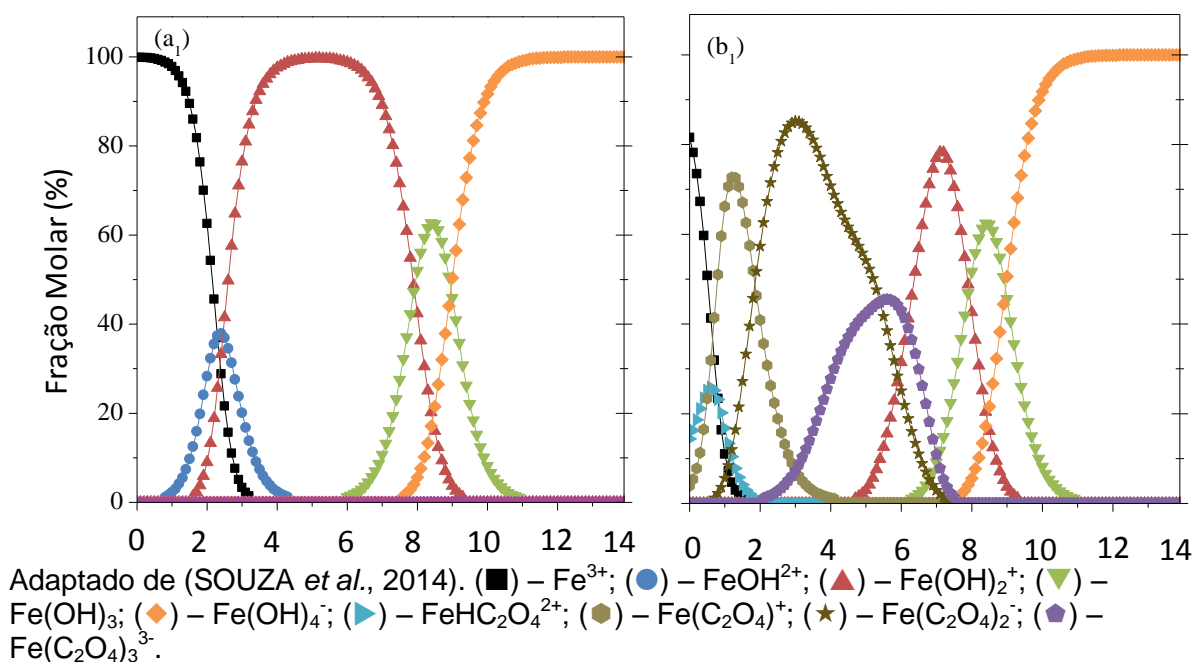 (a₁)
(b₁)
Fração Molar (%)
100
80
60
40
20
0
0 2 4 6 8 10 12 14
0 2 4 6 8 10 12 14
Adaptado de (SOUZA et al., 2014). (■) – Fe³⁺; (●) – FeOH²⁺; (▲) – Fe(OH)₂⁺; (▼) –
Fe(OH)₃; (◆) – Fe(OH)₄⁻; (▶) – FeHC₂O₄²⁺; (⬢) – Fe(C₂O₄)⁺; (★) – Fe(C₂O₄)₂⁻; (⬟) –
Fe(C₂O₄)₃³⁻.